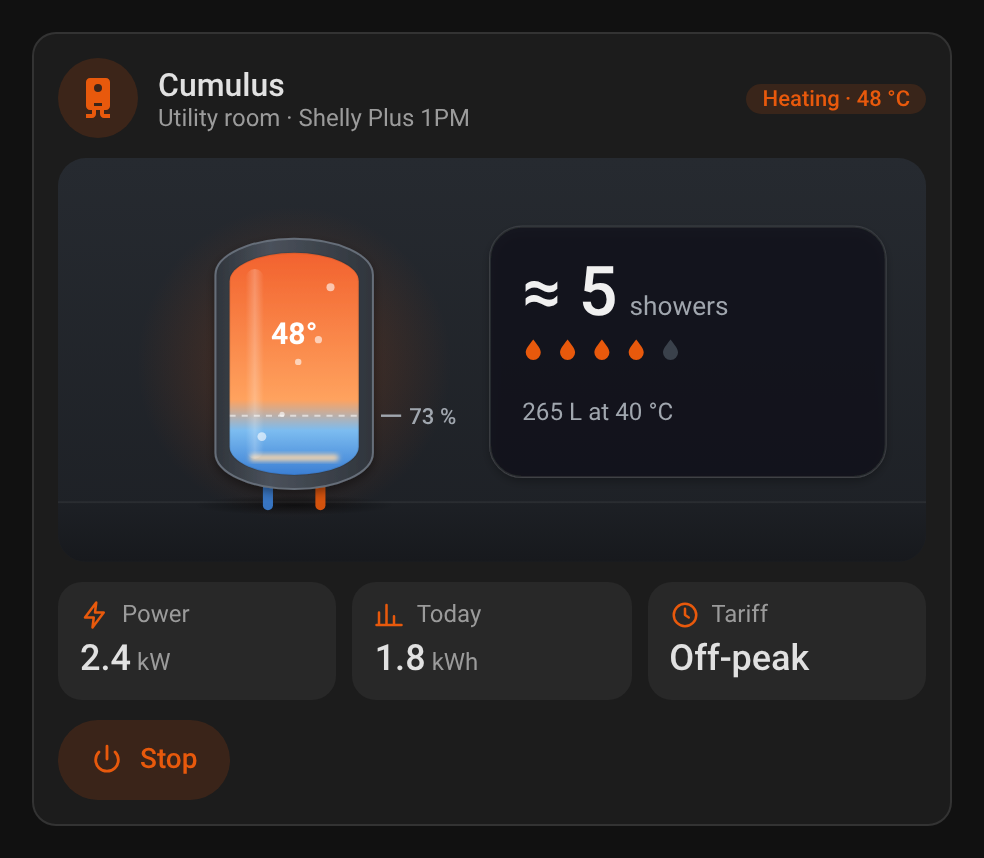 Cumulus
Utility room · Shelly Plus 1PM
Heating · 48 °C
48°
73 %
≈ 5 showers
265 L at 40 °C
Power
2.4 kW
Today
1.8 kWh
Tariff
Off-peak
Stop